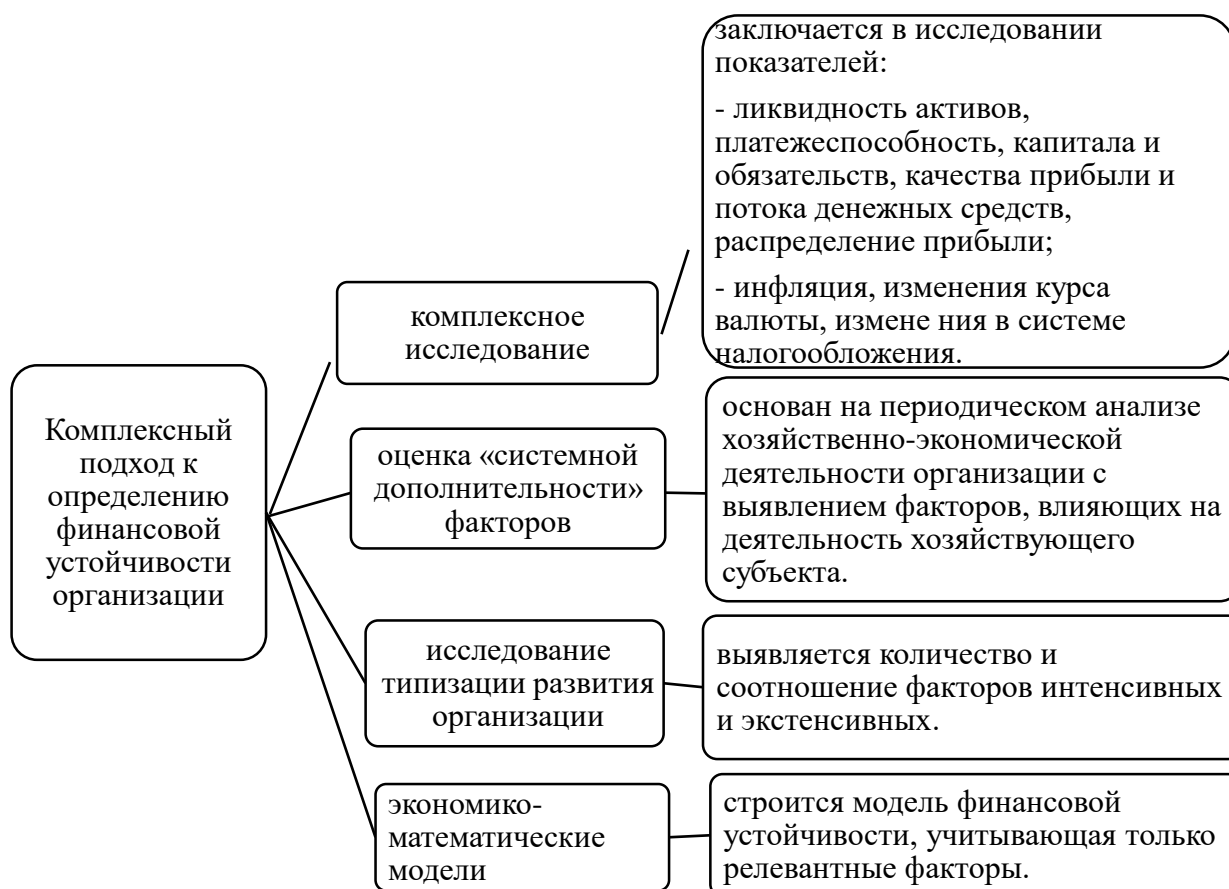 Комплексный
подход к
определению
финансовой
устойчивости
организации
комплексное
исследование
заключается в исследовании
показателей:
- ликвидность активов,
платежеспособность, капитала и
обязательств, качества прибыли и
потока денежных средств,
распределение прибыли;
- инфляция, изменения курса
валюты, измене ния в системе
налогообложения.
оценка «системной
дополнительности»
факторов
основан на периодическом анализе
хозяйственно-экономической
деятельности организации с
выявлением факторов, влияющих на
деятельность хозяйствующего
субъекта.
исследование
типизации развития
организации
выявляется количество и
соотношение факторов интенсивных
и экстенсивных.
экономико-
математические
модели
строится модель финансовой
устойчивости, учитывающая только
релевантные факторы.